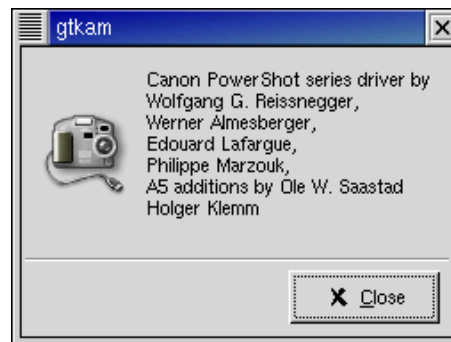 gtkam
Canon PowerShot series driver by
Wolfgang G. Reissnegger,
Werner Almesberger,
Edouard Lafargue,
Philippe Marzouk,
A5 additions by Ole W. Saastad
Holger Klemm
Close